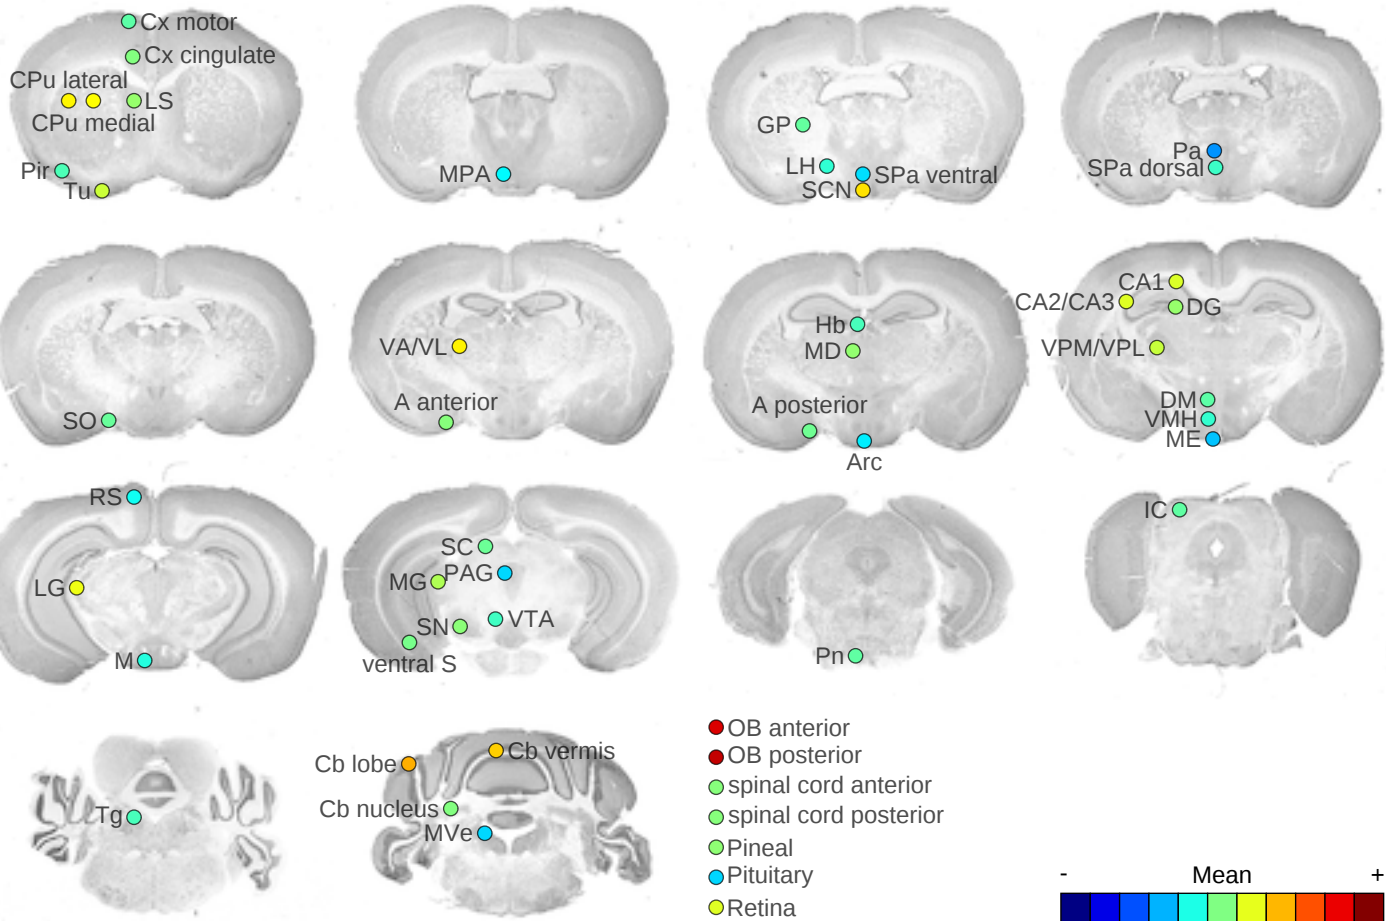 Cx motor
Cx cingulate
CPu lateral
LS
CPu medial
Pir
Tu
MPA
GP
LH
SPa ventral
SCN
Pa
SPa dorsal
SO
VA/VL
A anterior
Hb
MD
A posterior
Arc
CA1
CA2/CA3
DG
VPM/VPL
DM
VMH
ME
RS
LG
M
SC
PAG
MG
VTA
SN
ventral S
Pn
IC
Tg
Cb lobe
Cb vermis
Cb nucleus
MVe
OB anterior
OB posterior
spinal cord anterior
spinal cord posterior
Pineal
Pituitary
Retina
- Mean +